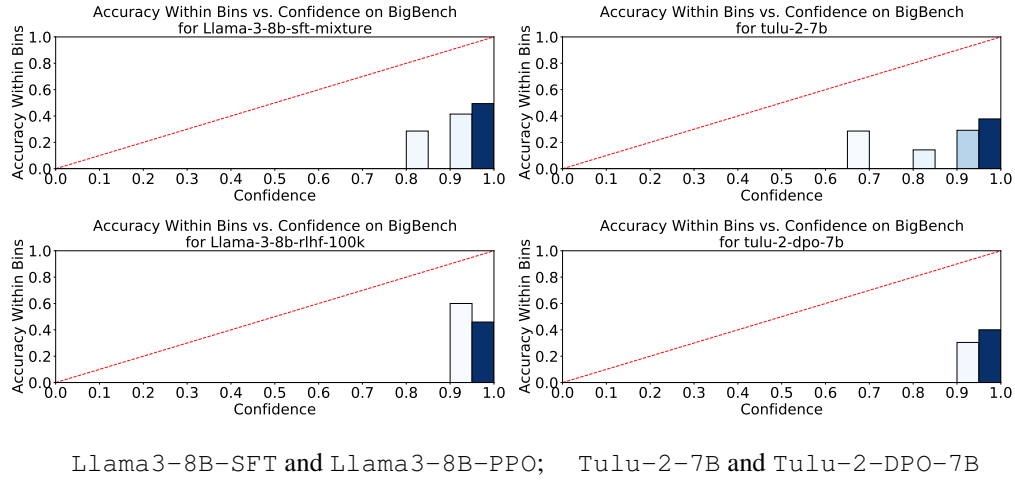 Accuracy Within Bins vs. Confidence on BigBench
for Llama-3-8b-sft-mixture
Accuracy Within Bins
1.0
0.8
0.6
0.4
0.2
0.0
0.0 0.1 0.2 0.3 0.4 0.5 0.6 0.7 0.8 0.9 1.0
Confidence
Accuracy Within Bins vs. Confidence on BigBench
for tulu-2-7b
Accuracy Within Bins
1.0
0.8
0.6
0.4
0.2
0.0
0.0 0.1 0.2 0.3 0.4 0.5 0.6 0.7 0.8 0.9 1.0
Confidence
Accuracy Within Bins vs. Confidence on BigBench
for Llama-3-8b-rlhf-100k
Accuracy Within Bins
1.0
0.8
0.6
0.4
0.2
0.0
0.0 0.1 0.2 0.3 0.4 0.5 0.6 0.7 0.8 0.9 1.0
Confidence
Accuracy Within Bins vs. Confidence on BigBench
for tulu-2-dpo-7b
Accuracy Within Bins
1.0
0.8
0.6
0.4
0.2
0.0
0.0 0.1 0.2 0.3 0.4 0.5 0.6 0.7 0.8 0.9 1.0
Confidence
Llama3-8B-SFT and Llama3-8B-PPO; Tulu-2-7B and Tulu-2-DPO-7B